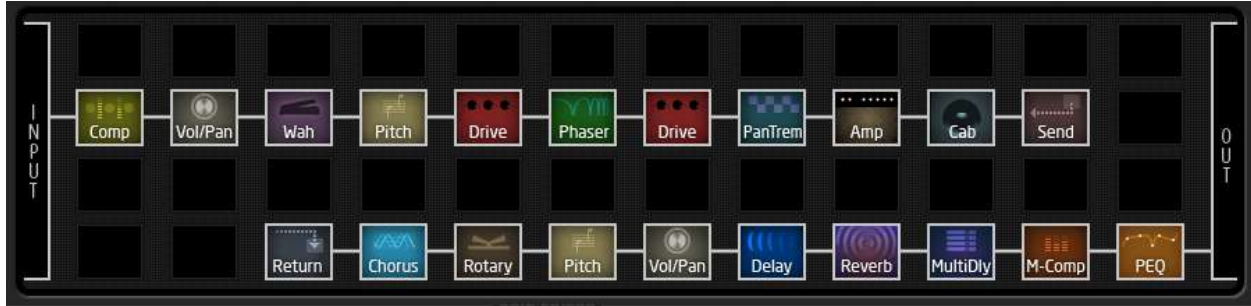 INPUT
Comp Vol/Pan Wah Pitch Drive Phaser Drive PanTrem Amp Cab Send
Return Chorus Rotary Pitch Vol/Pan Delay Reverb MultiDly M-Comp PEQ
OUT